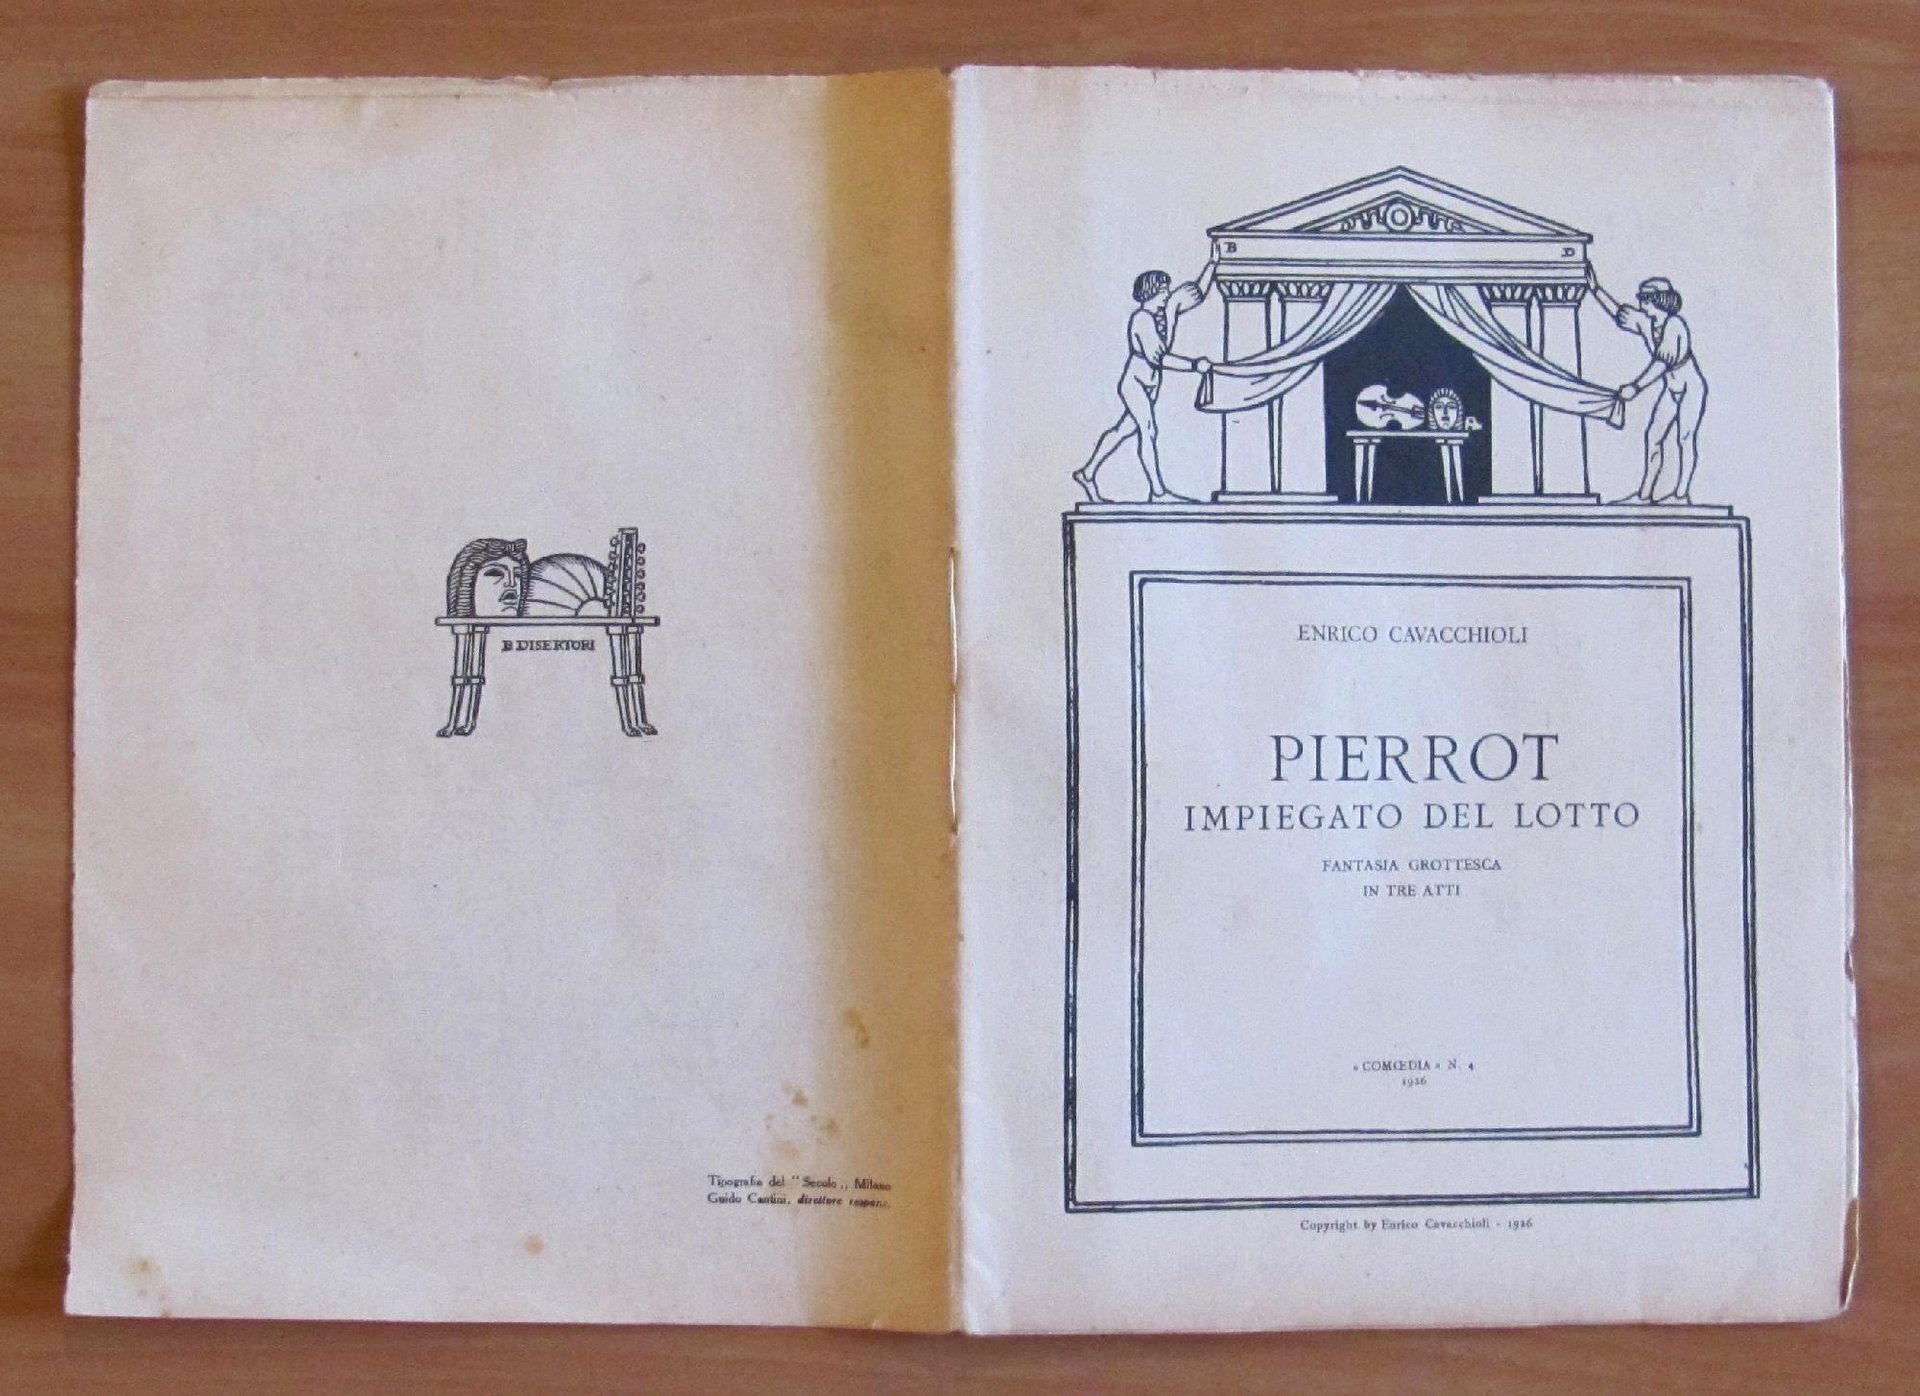 B DISERTORI
Tipografia del "Secolo,, Milano
Guido Cantini, direttore respons.
B D
ENRICO CAVACCHIOLI
PIERROT
IMPIEGATO DEL LOTTO
FANTASIA GROTTESCA
IN TRE ATTI
« COMŒDIA » N. 4
1926
Copyright by Enrico Cavacchioli - 1926